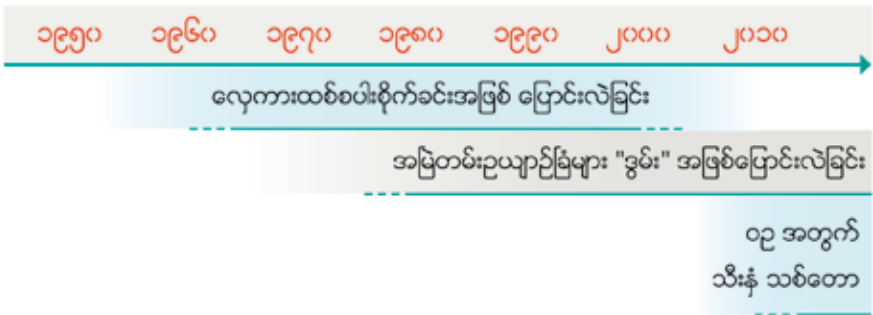 ၁၉၅၀ ၁၉၆၀ ၁၉၇၀ ၁၉၈၀ ၁၉၉၀ ၂၀၀၀ ၂၀၁၀
လှေကားထစ်စပါးစိုက်ခင်းအဖြစ် ပြောင်းလဲခြင်း
အမြဲတမ်းဥယျာဉ်ခြံများ "ဒွမ်း" အဖြစ်ပြောင်းလဲခြင်း
ဝဥ အတွက်
သီးနှံ သစ်တော